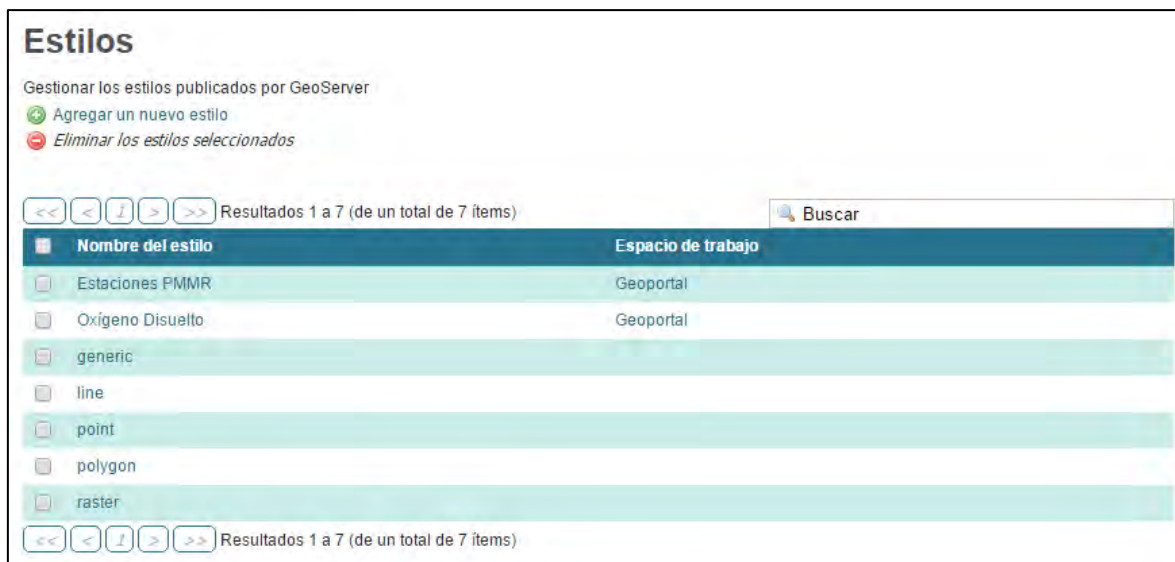 Estilos
Gestionar los estilos publicados por GeoServer
Agregar un nuevo estilo
Eliminar los estilos seleccionados
<< < 1 > >> Resultados 1 a 7 (de un total de 7 ítems) Buscar
Nombre del estilo Espacio de trabajo
Estaciones PMMR Geoportal
Oxígeno Disuelto Geoportal
generic
line
point
polygon
raster
<< < 1 > >> Resultados 1 a 7 (de un total de 7 ítems)